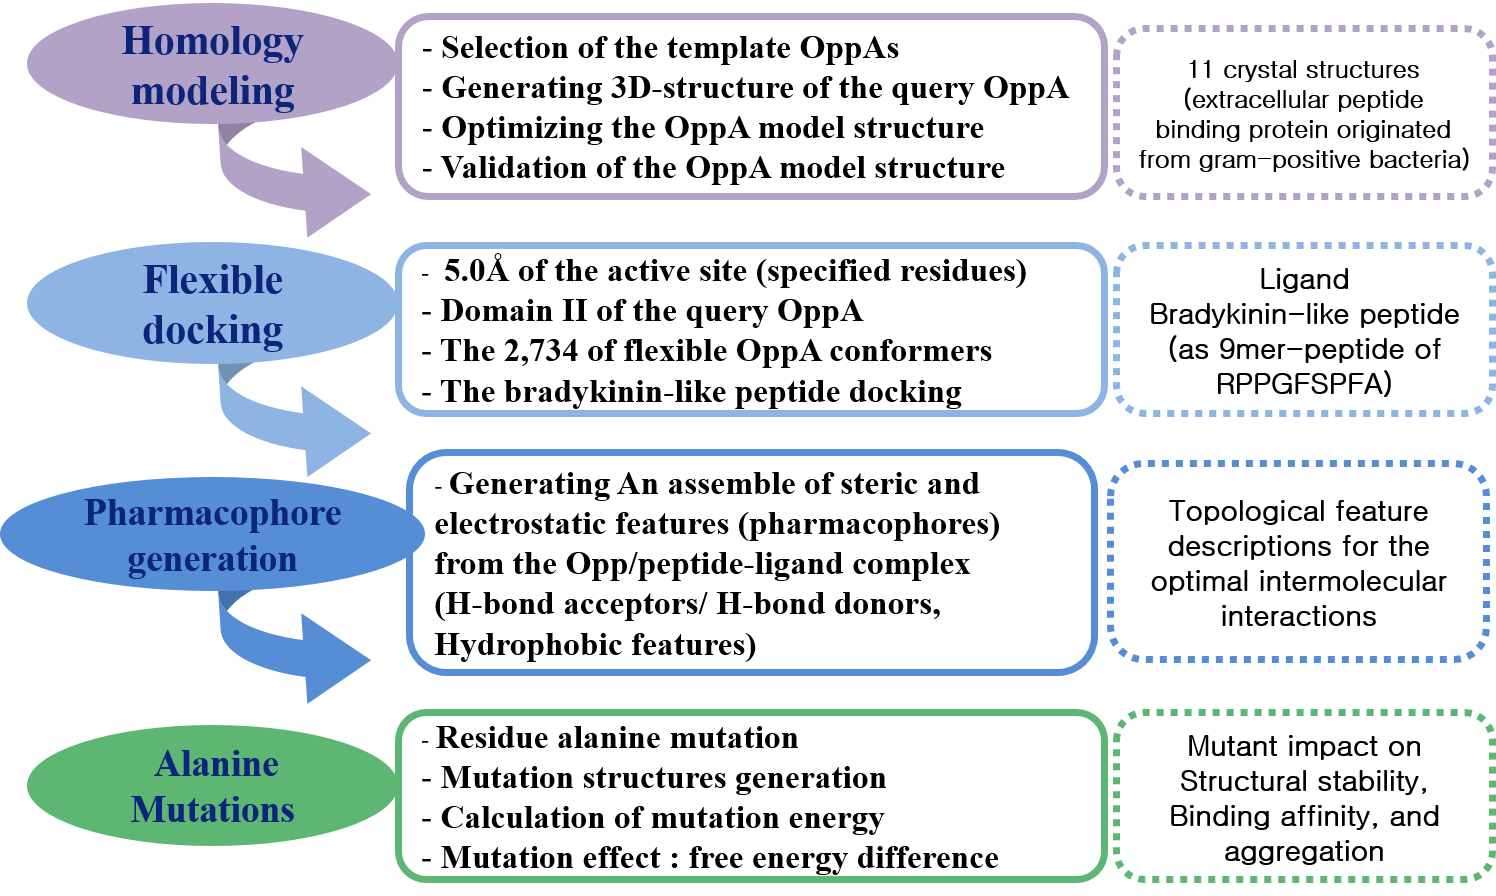 Homology
modeling
- Selection of the template OppAs
- Generating 3D-structure of the query OppA
- Optimizing the OppA model structure
- Validation of the OppA model structure
11 crystal structures
(extracellular peptide
binding protein originated
from gram-positive bacteria)
Flexible
docking
- 5.0Å of the active site (specified residues)
- Domain II of the query OppA
- The 2,734 of flexible OppA conformers
- The bradykinin-like peptide docking
Ligand
Bradykinin-like peptide
(as 9mer-peptide of
RPPGFSPFA)
Pharmacophore
generation
- Generating An assemble of steric and
electrostatic features (pharmacophores)
from the Opp/peptide-ligand complex
(H-bond acceptors/ H-bond donors,
Hydrophobic features)
Topological feature
descriptions for the
optimal intermolecular
interactions
Alanine
Mutations
- Residue alanine mutation
- Mutation structures generation
- Calculation of mutation energy
- Mutation effect : free energy difference
Mutant impact on
Structural stability,
Binding affinity, and
aggregation